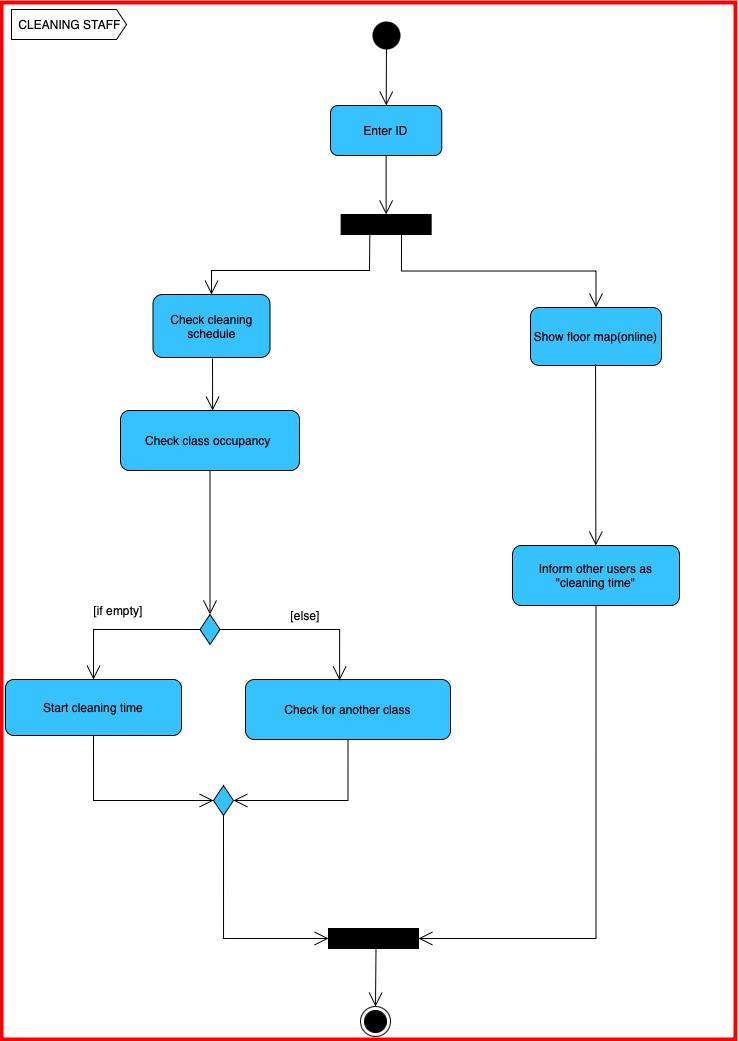 CLEANING STAFF
Enter ID
Check cleaning
schedule
Show floor map(online)
Check class occupancy
Inform other users as
"cleaning time"
[if empty]
[else]
Start cleaning time
Check for another class